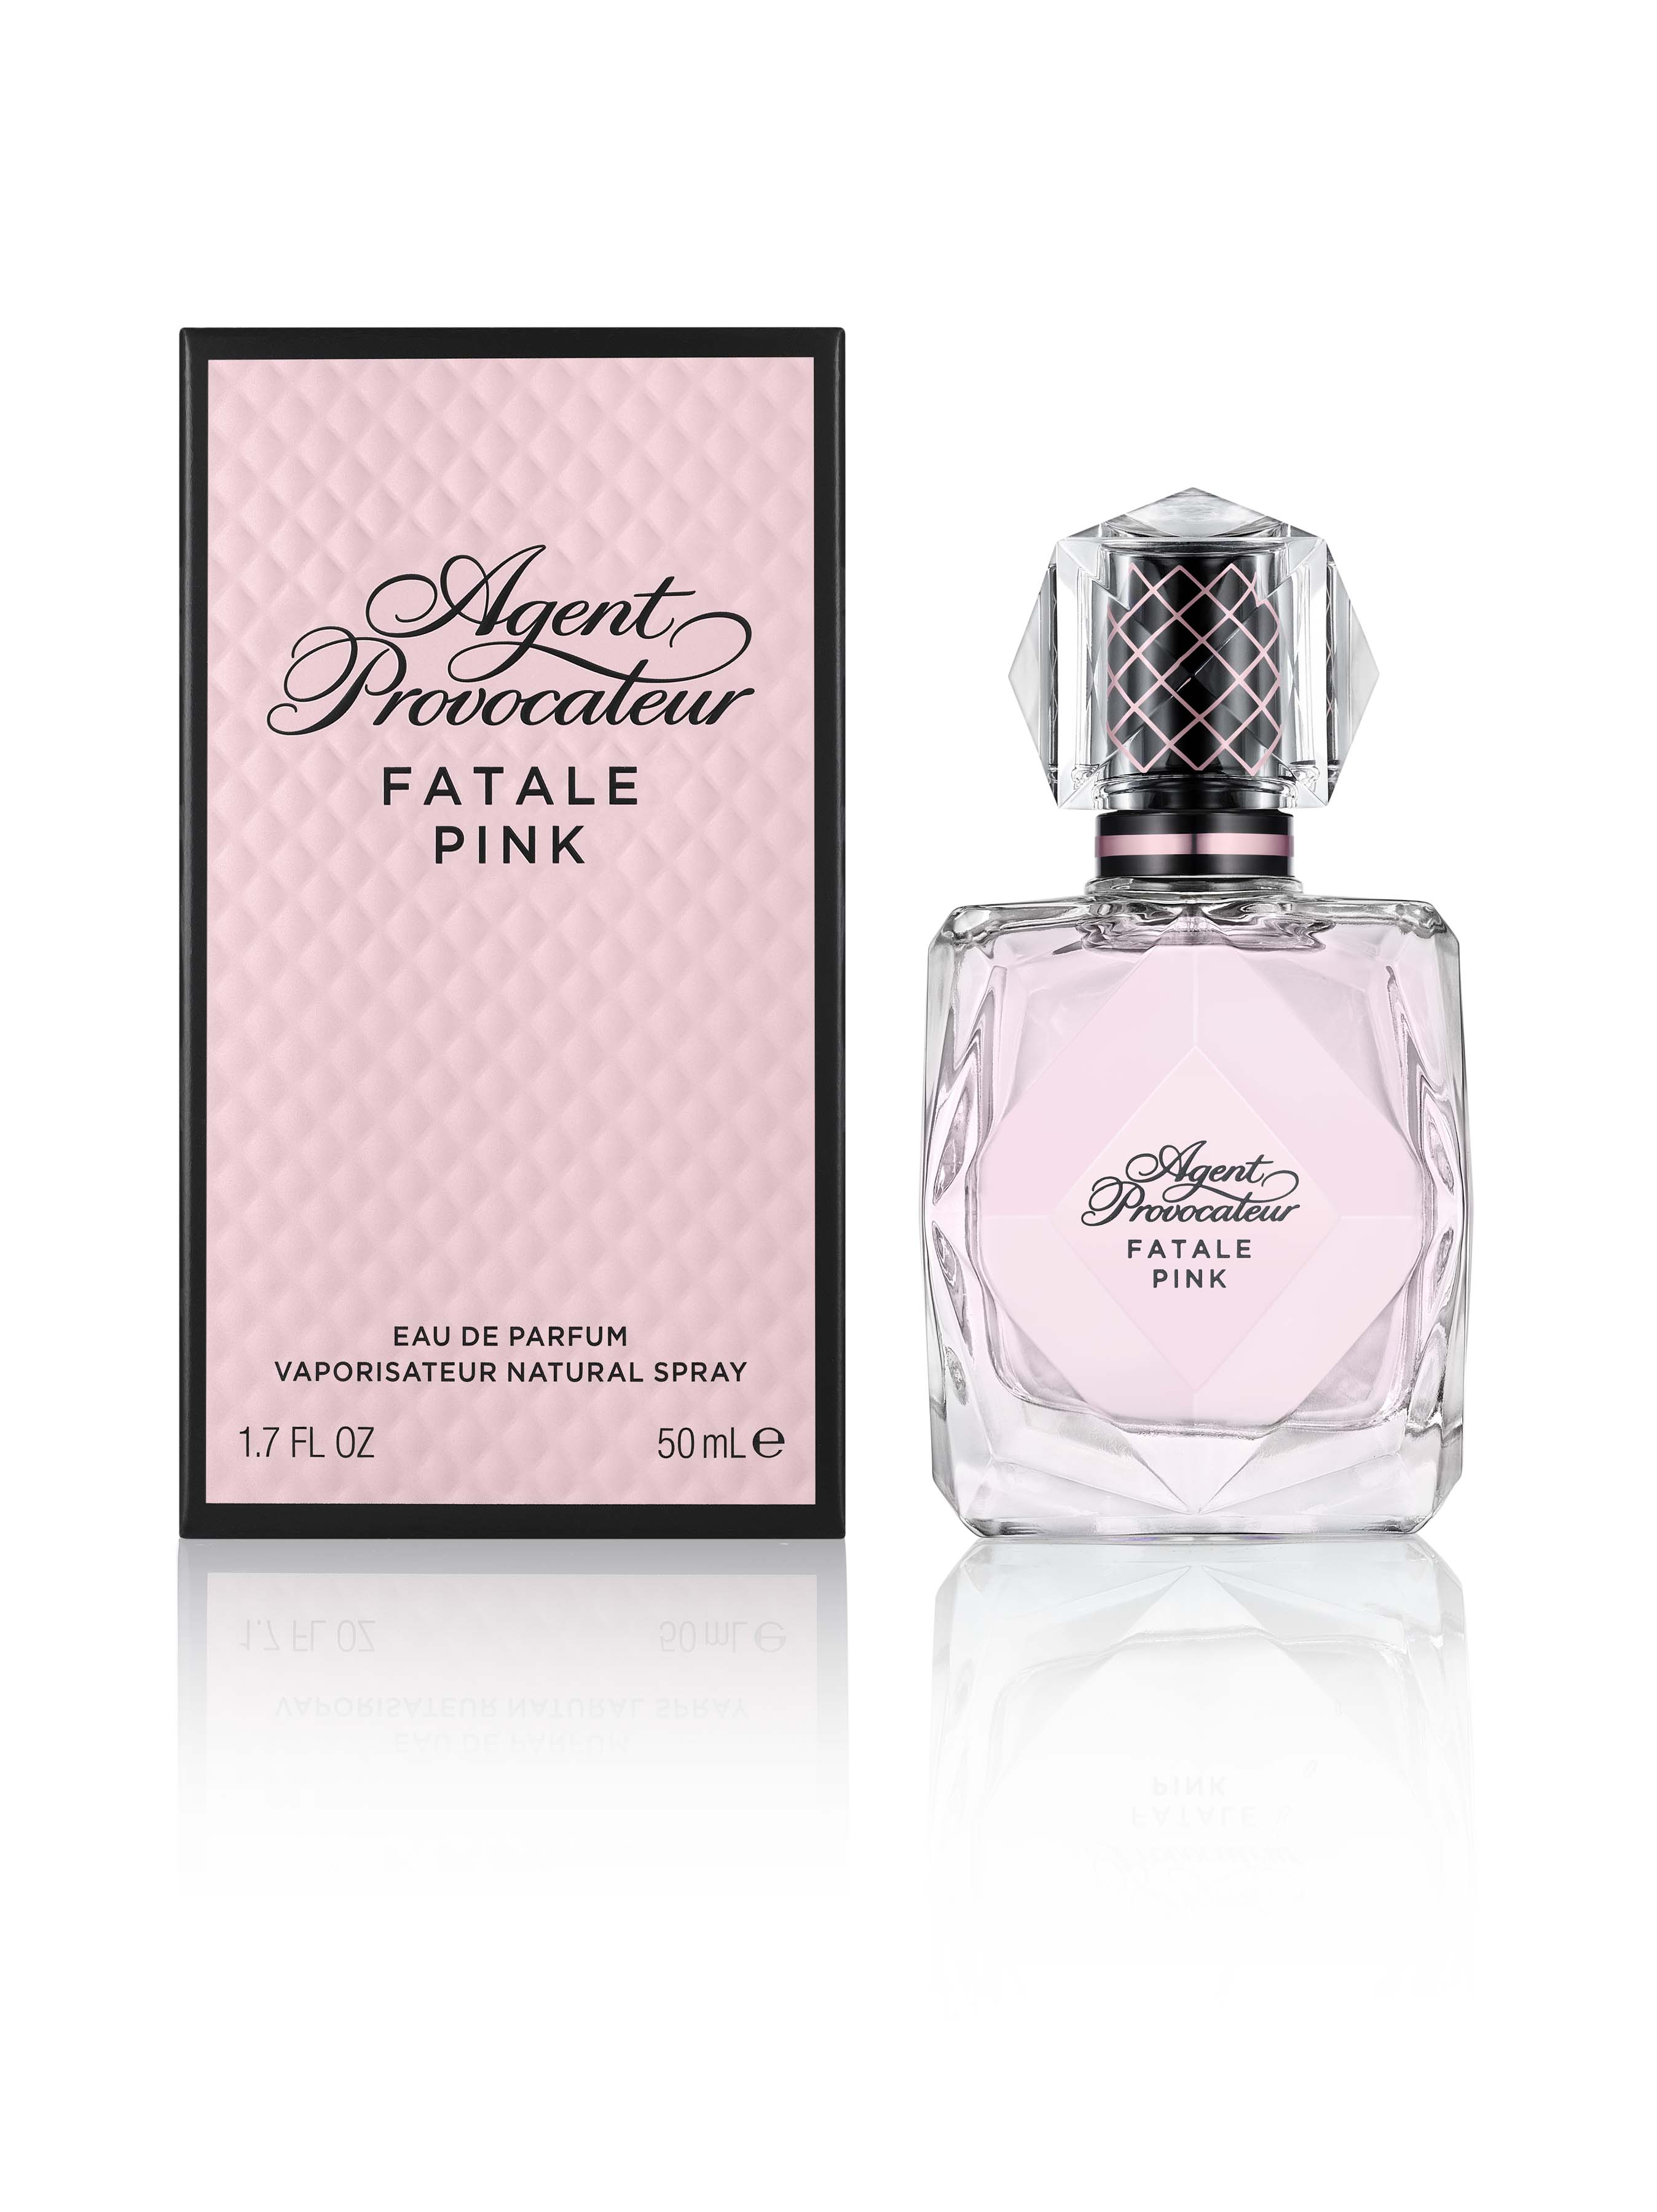 Agent
Provocateur
FATALE
PINK
EAU DE PARFUM
VAPORISATEUR NATURAL SPRAY
1.7 FL OZ 50 mL ℮
Agent
Provocateur
FATALE
PINK